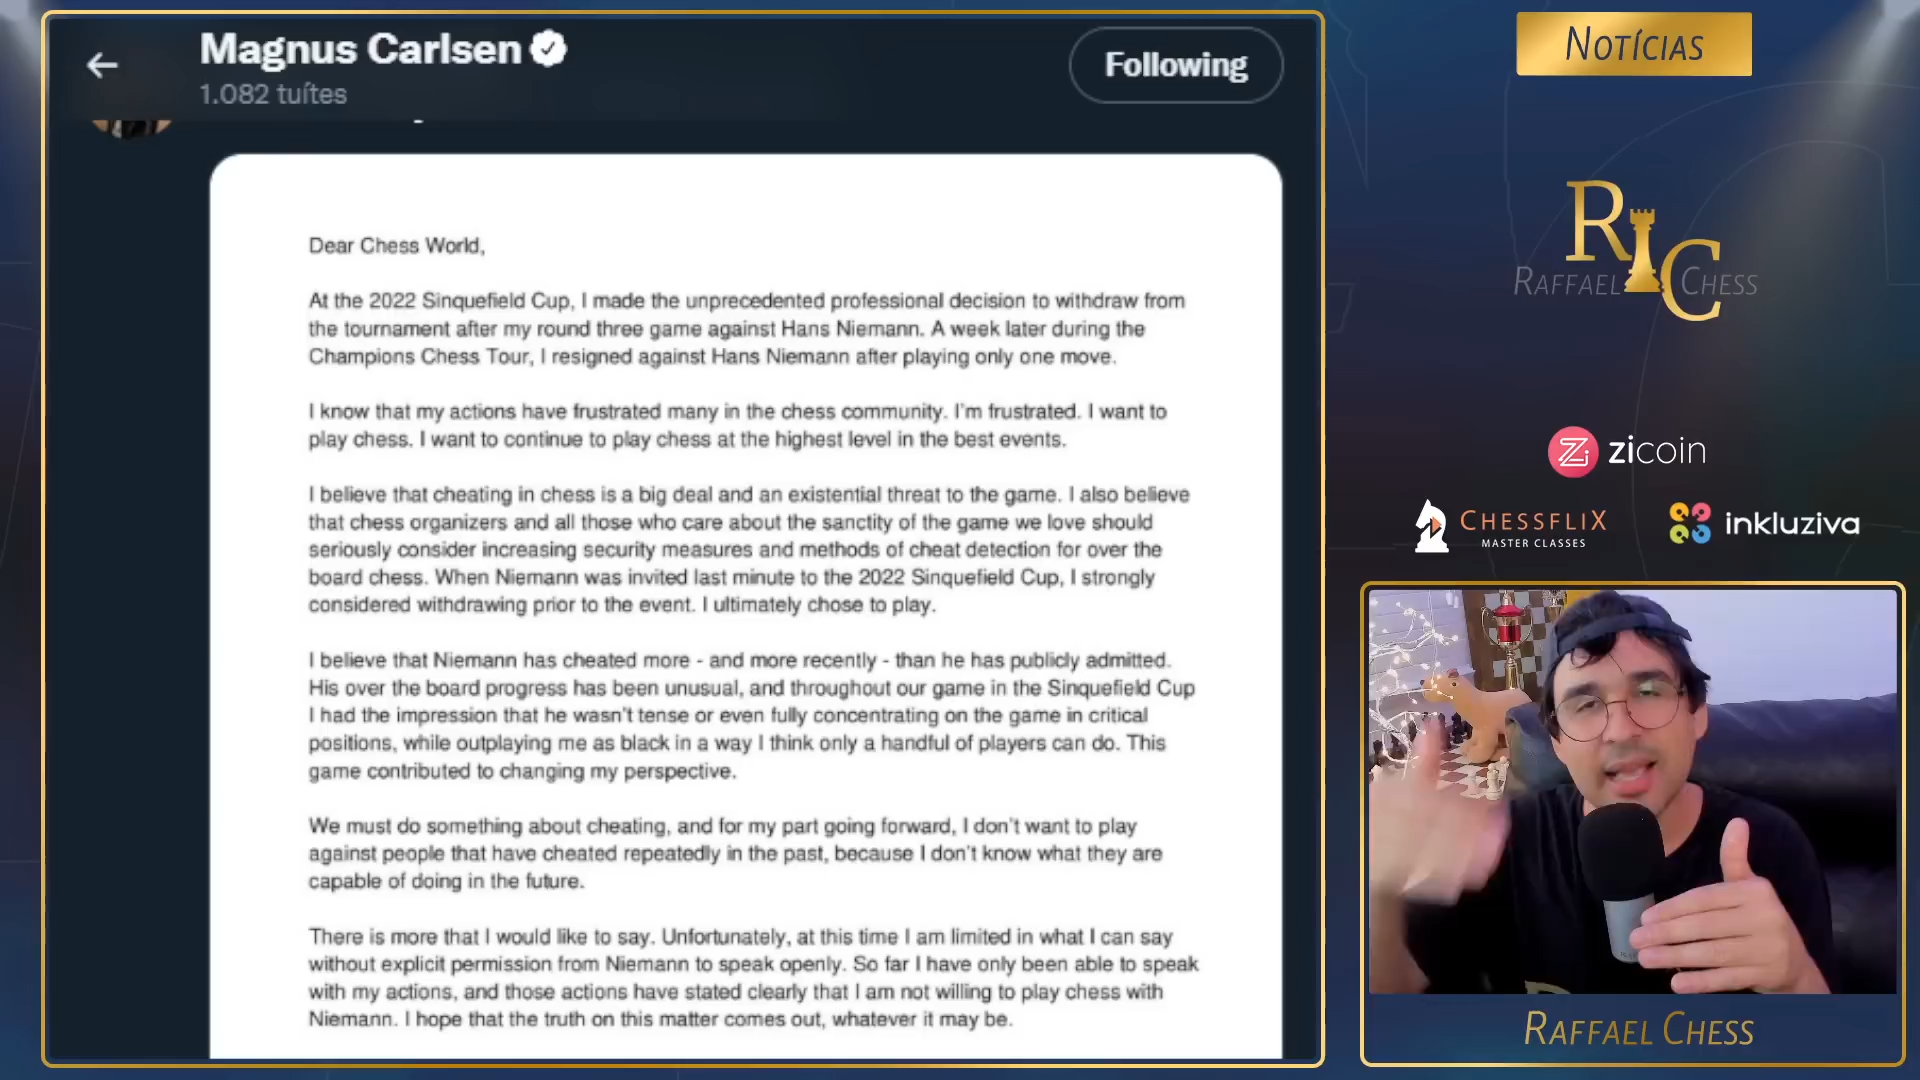 Magnus Carlsen
1.082 tuítes
Following
Dear Chess World,
At the 2022 Sinquefield Cup, I made the unprecedented professional decision to withdraw from
the tournament after my round three game against Hans Niemann. A week later during the
Champions Chess Tour, I resigned against Hans Niemann after playing only one move.
I know that my actions have frustrated many in the chess community. I'm frustrated. I want to
play chess. I want to continue to play chess at the highest level in the best events.
I believe that cheating in chess is a big deal and an existential threat to the game. I also believe
that chess organizers and all those who care about the sanctity of the game we love should
seriously consider increasing security measures and methods of cheat detection for over the
board chess. When Niemann was invited last minute to the 2022 Sinquefield Cup, I strongly
considered withdrawing prior to the event. I ultimately chose to play.
I believe that Niemann has cheated more - and more recently - than he has publicly admitted.
His over the board progress has been unusual, and throughout our game in the Sinquefield Cup
I had the impression that he wasn't tense or even fully concentrating on the game in critical
positions, while outplaying me as black in a way I think only a handful of players can do. This
game contributed to changing my perspective.
We must do something about cheating, and for my part going forward, I don't want to play
against people that have cheated repeatedly in the past, because I don't know what they are
capable of doing in the future.
There is more that I would like to say. Unfortunately, at this time I am limited in what I can say
without explicit permission from Niemann to speak openly. So far I have only been able to speak
with my actions, and those actions have stated clearly that I am not willing to play chess with
Niemann. I hope that the truth on this matter comes out, whatever it may be.
NOTÍCIAS
R C
RAFFAEL CHESS
zicoin
CHESSFLIX
MASTER CLASSES
inkluziva
RAFFAEL CHESS